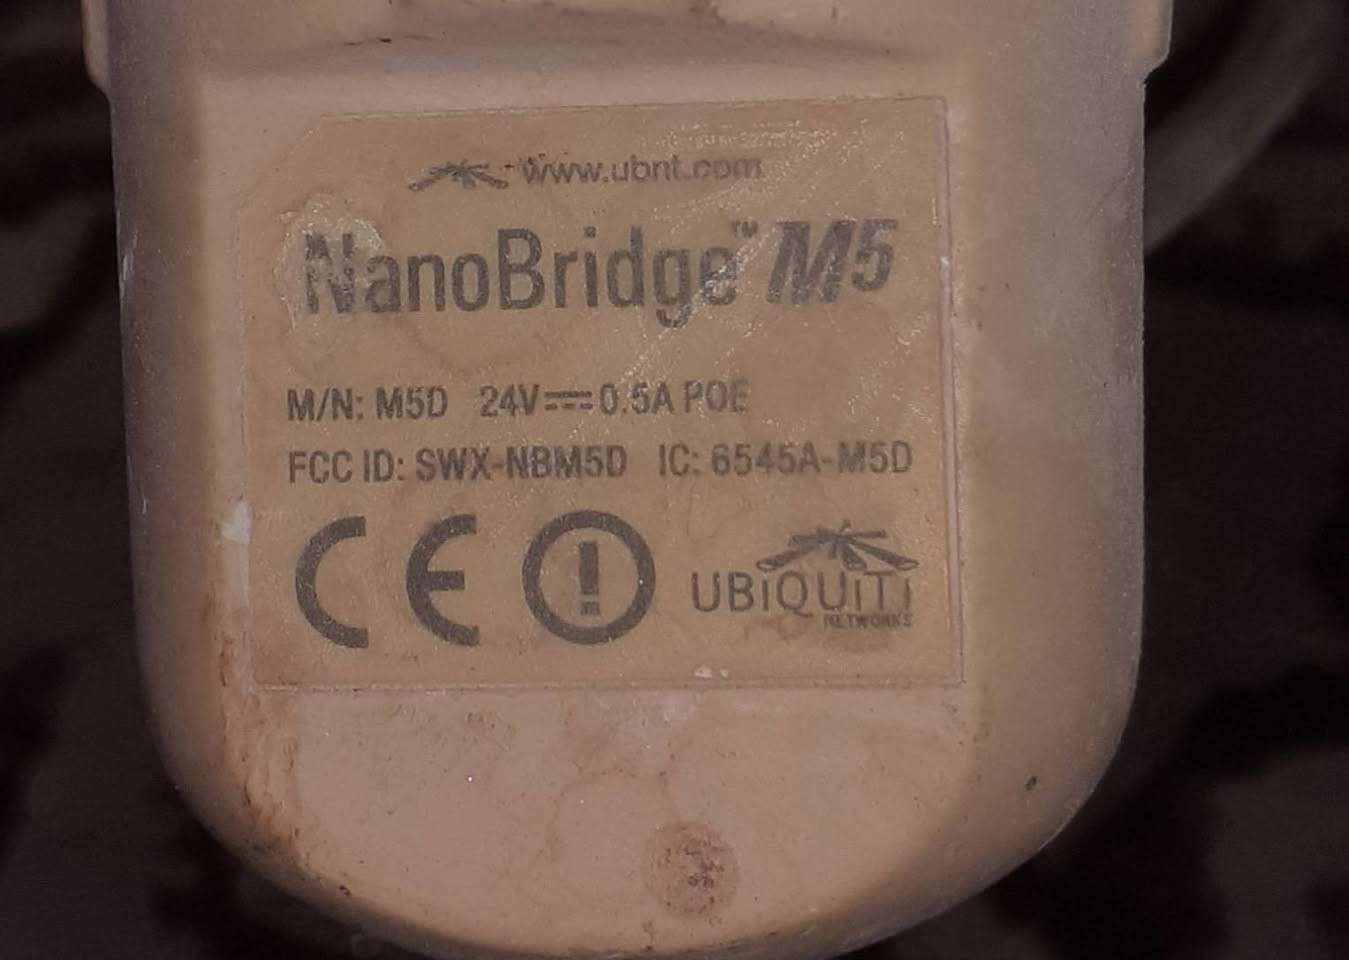 www.ubnt.com
NanoBridge™ M5
M/N: M5D 24V⎓0.5A POE
FCC ID: SWX-NBM5D IC: 6545A-M5D
CE
UBiQUiTi
NETWORKS